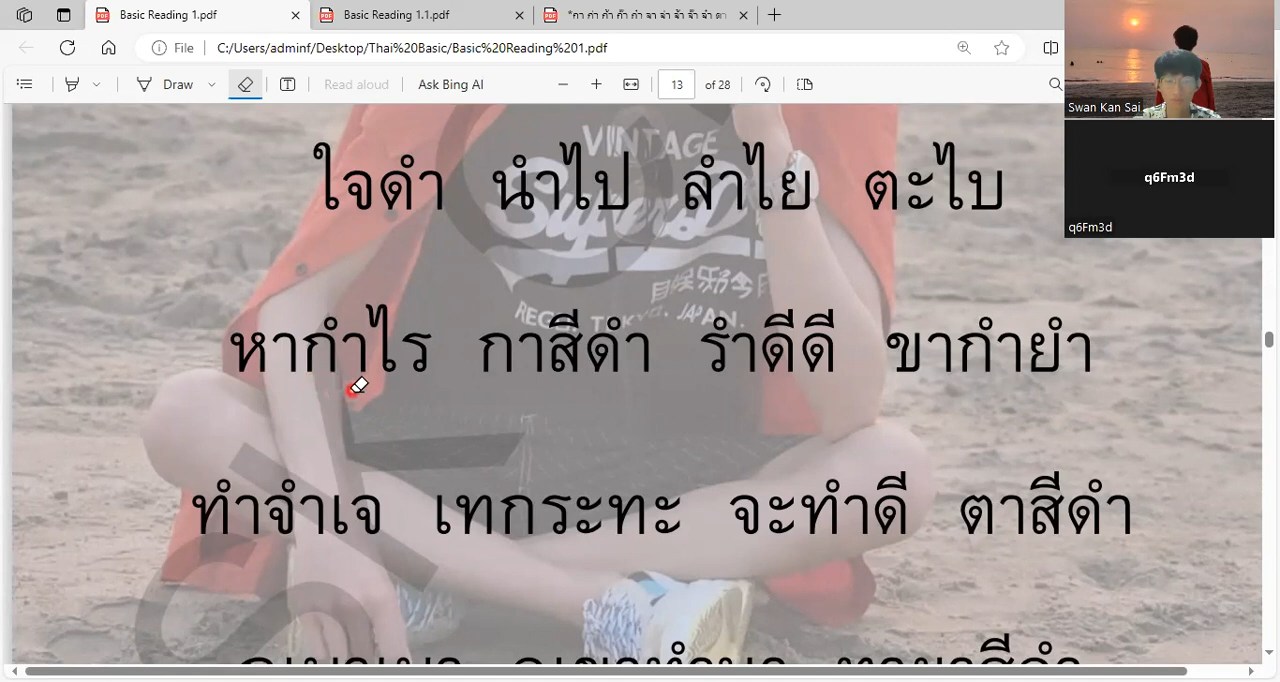 Basic Reading 1.pdf
Basic Reading 1.1.pdf
File
C:/Users/adminf/Desktop/Thai%20Basic/Basic%20Reading%201.pdf
Draw
Read aloud
Ask Bing AI
13 of 28
Swan Kan Sai
q6Fm3d
q6Fm3d
VINTAGE
Super
JAPAN.
ใจดำ นำไป ลำไย ตะไบ
หากำไร กาสีดำ รำดีดี ขากำยำ
ทำจำเจ เทกระทะ จะทำดี ตาสีดำ